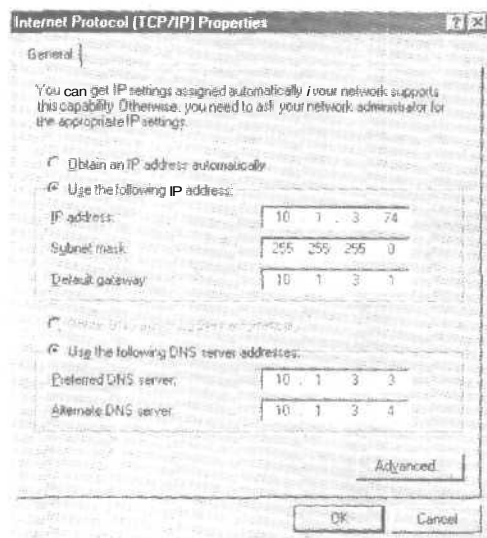 Internet Protocol (TCP/IP) Properties
General
You can get IP settings assigned automatically i your network supports
this capability. Otherwise, you need to ask your network administrator for
the appropriate IP settings.
Obtain an IP address automatically
Use the following IP address:
IP address: 10 . 1 . 3 . 74
Subnet mask: 255 . 255 . 255 . 0
Default gateway: 10 . 1 . 3 . 1
Use the following DNS server addresses:
Preferred DNS server: 10 . 1 . 3 . 3
Alternate DNS server: 10 . 1 . 3 . 4
Advanced
OK Cancel